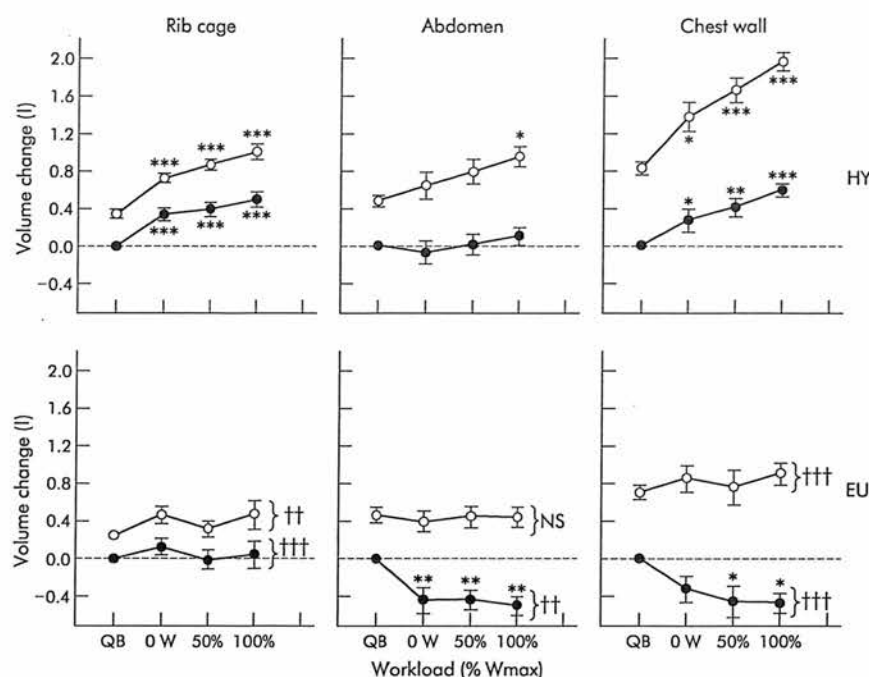 Rib cage Abdomen Chest wall
Volume change (l)
2.0
1.6
1.2
0.8
0.4
0.0
−0.4
*** *** ***
*** *** ***
*
* *** ***
* ** ***
HY
Volume change (l)
2.0
1.6
1.2
0.8
0.4
0.0
−0.4
††
†††
NS
** ** **
††
†††
* *
†††
EU
QB 0 W 50% 100% QB 0 W 50% 100% QB 0 W 50% 100%
Workload (% Wmax)